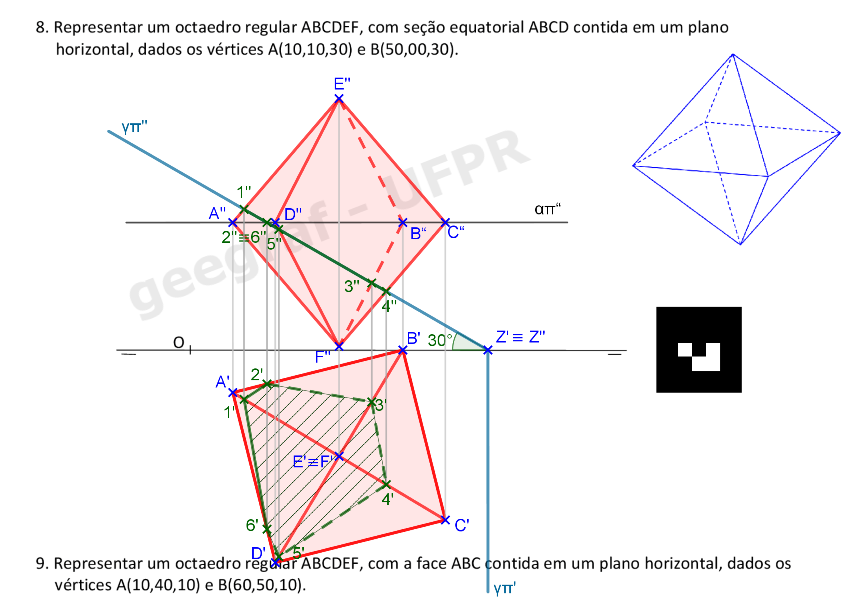 8. Representar um octaedro regular ABCDEF, com seção equatorial ABCD contida em um plano
horizontal, dados os vértices A(10,10,30) e B(50,00,30).
E"
γπ"
geegraf - UFPR
1"
A" D" απ“
2"≡6" 5" B“ C“
3"
4"
O F" B' 30° Z' ≡ Z"
A' 2'
1' 3'
E'≡F'
4'
6' C'
D' 5'
9. Representar um octaedro regular ABCDEF, com a face ABC contida em um plano horizontal, dados os
vértices A(10,40,10) e B(60,50,10).
γπ'